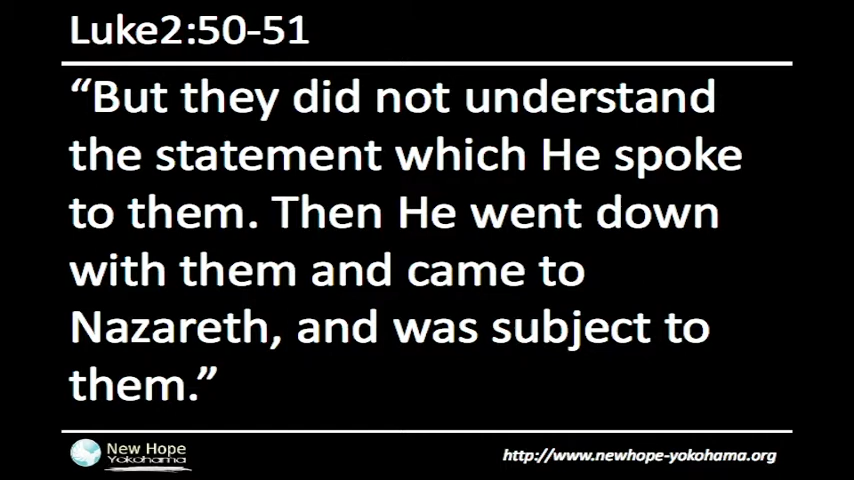 Luke2:50-51
“But they did not understand
the statement which He spoke
to them. Then He went down
with them and came to
Nazareth, and was subject to
them.”
New Hope
Yokohama
http://www.newhope-yokohama.org